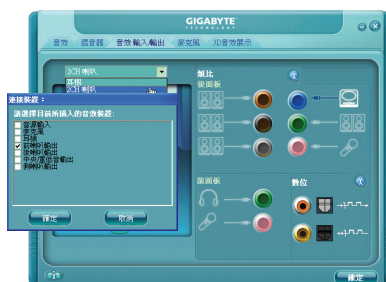 GIGABYTE
TECHNOLOGY
音效 混音器 音效輸入/輸出 麥克風 3D音效展示
2CH 喇叭
耳機
2CH 喇叭
類比
後面板
前面板
數位
連接裝置:
請選擇目前所插入的音效裝置:
音源輸入
麥克風
耳機
前喇叭輸出
後喇叭輸出
中央/重低音輸出
側喇叭輸出
確定
取消
確定